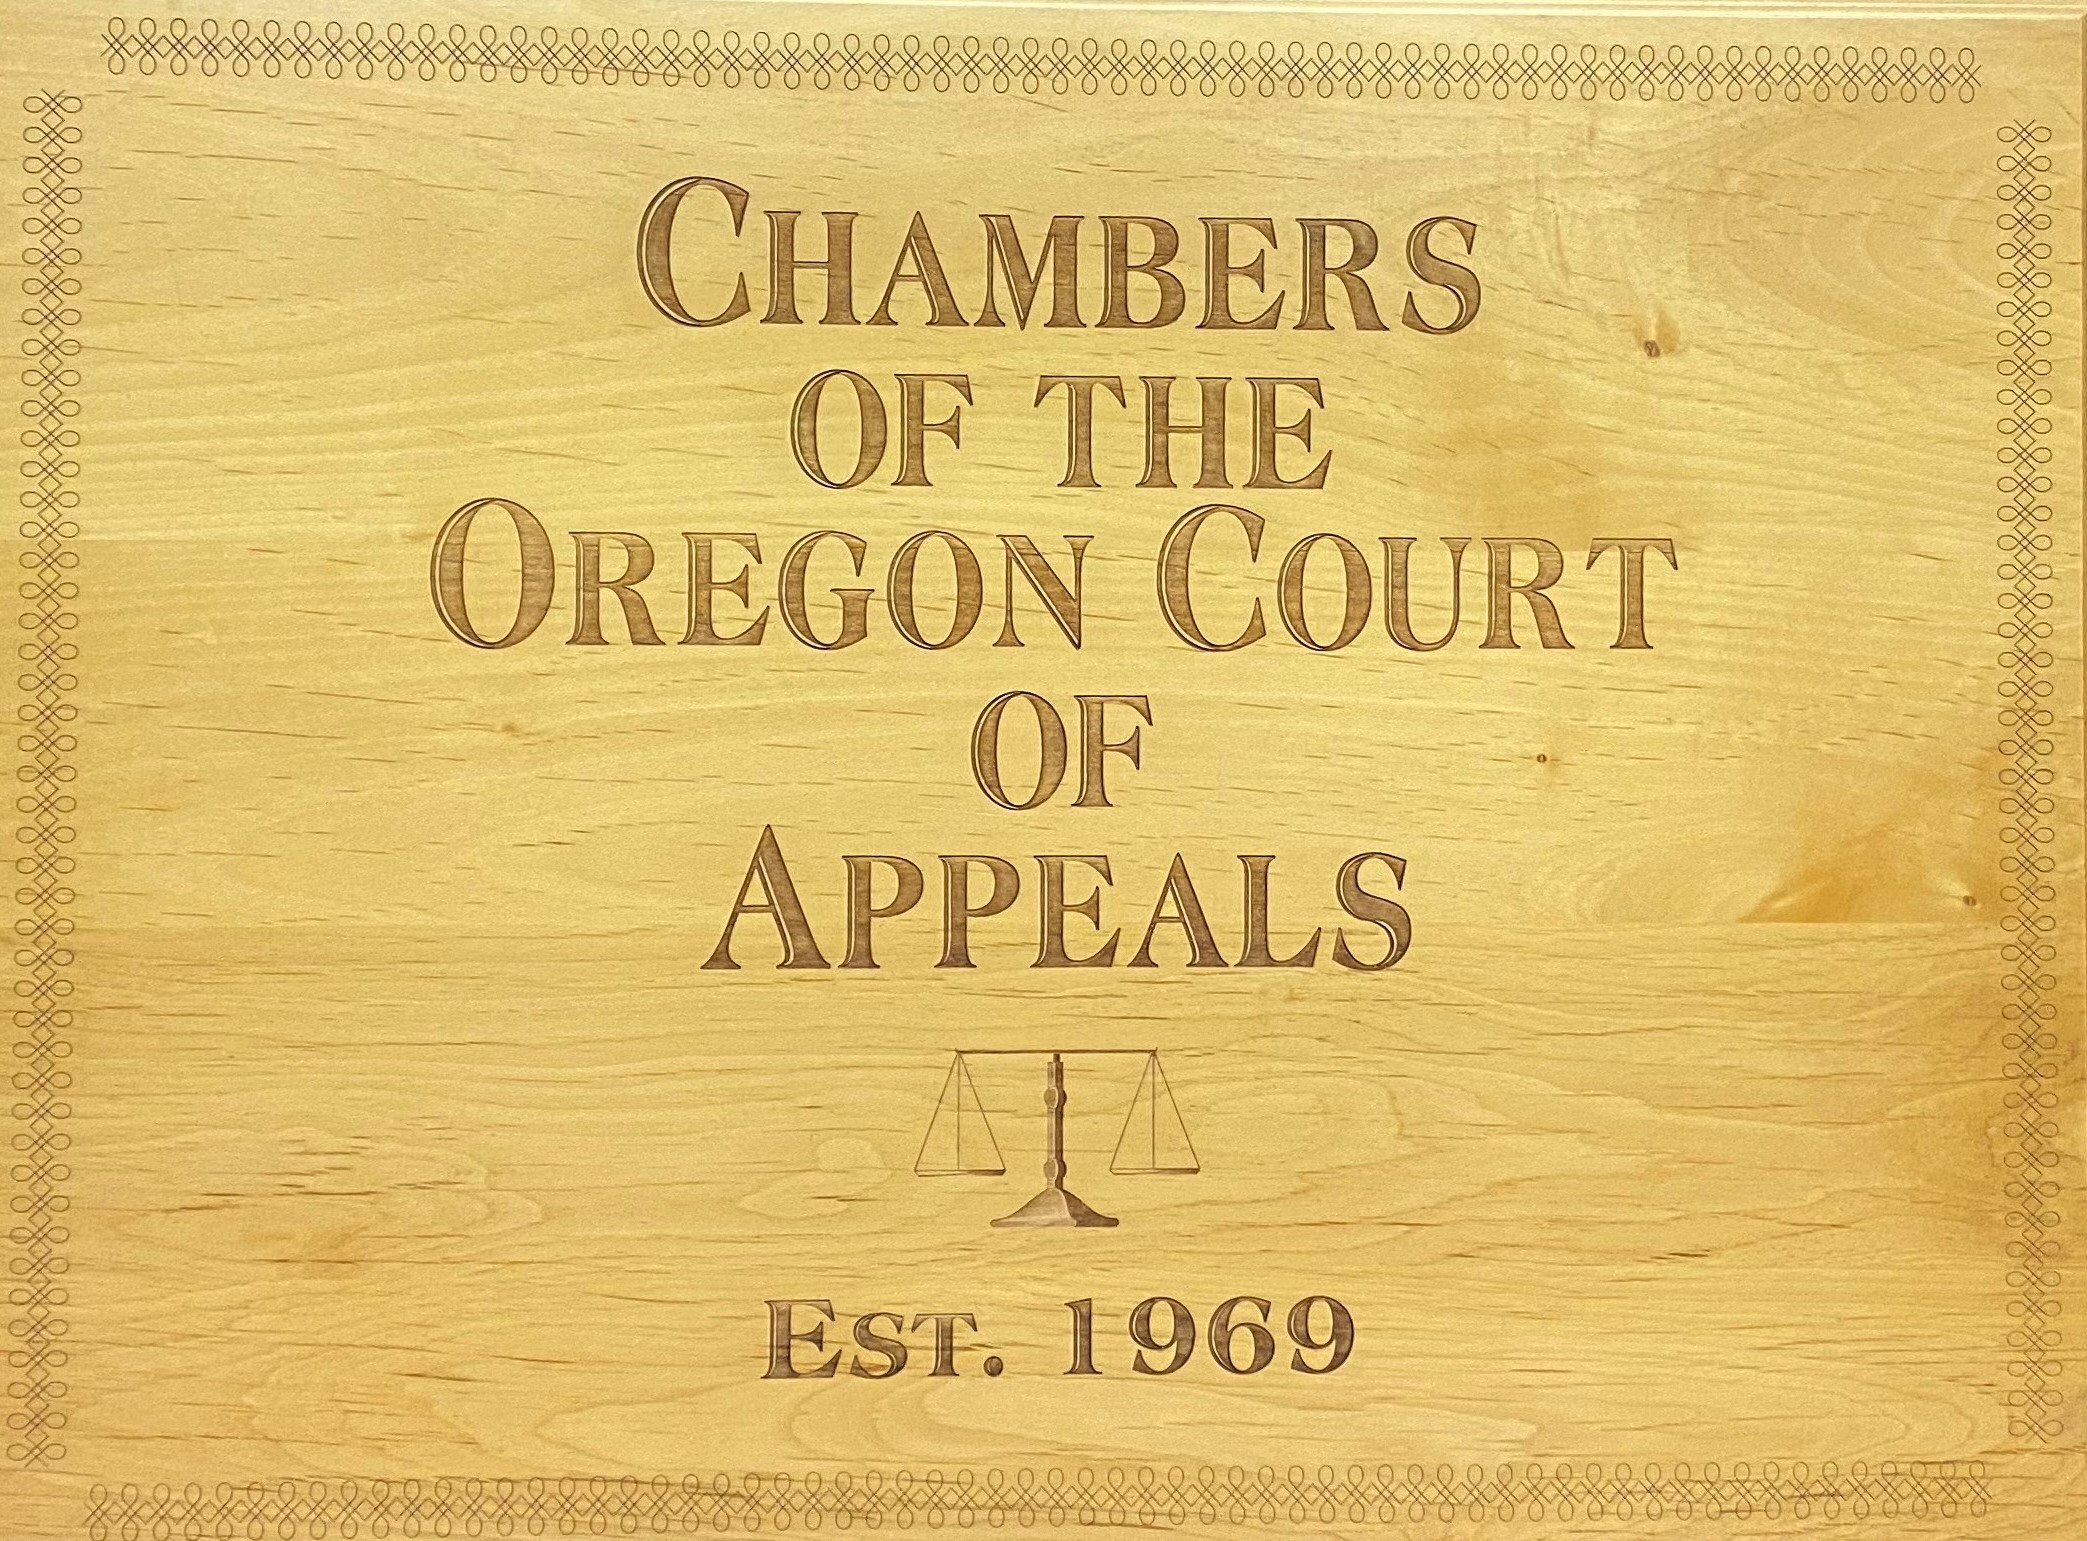 CHAMBERS
OF THE
OREGON COURT
OF
APPEALS
EST. 1969